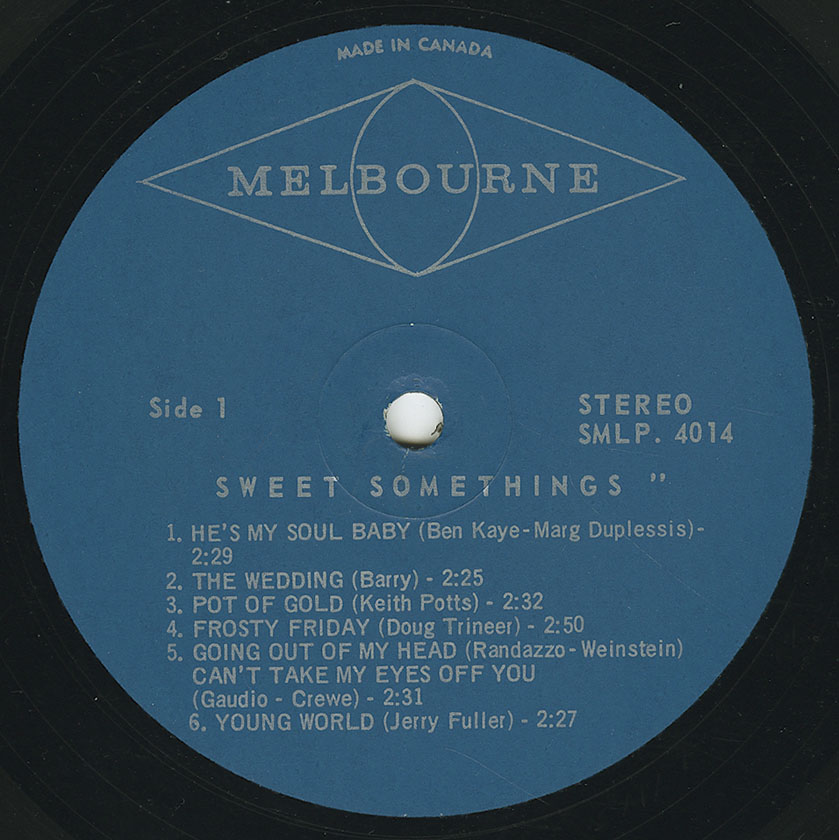 MADE IN CANADA
MELBOURNE
Side 1
STEREO
SMLP. 4014
SWEET SOMETHINGS "
1. HE'S MY SOUL BABY (Ben Kaye-Marg Duplessis)-
2:29
2. THE WEDDING (Barry) - 2:25
3. POT OF GOLD (Keith Potts) - 2:32
4. FROSTY FRIDAY (Doug Trineer) - 2:50
5. GOING OUT OF MY HEAD (Randazzo-Weinstein)
CAN'T TAKE MY EYES OFF YOU
(Gaudio - Crewe) - 2:31
6. YOUNG WORLD (Jerry Fuller) - 2:27